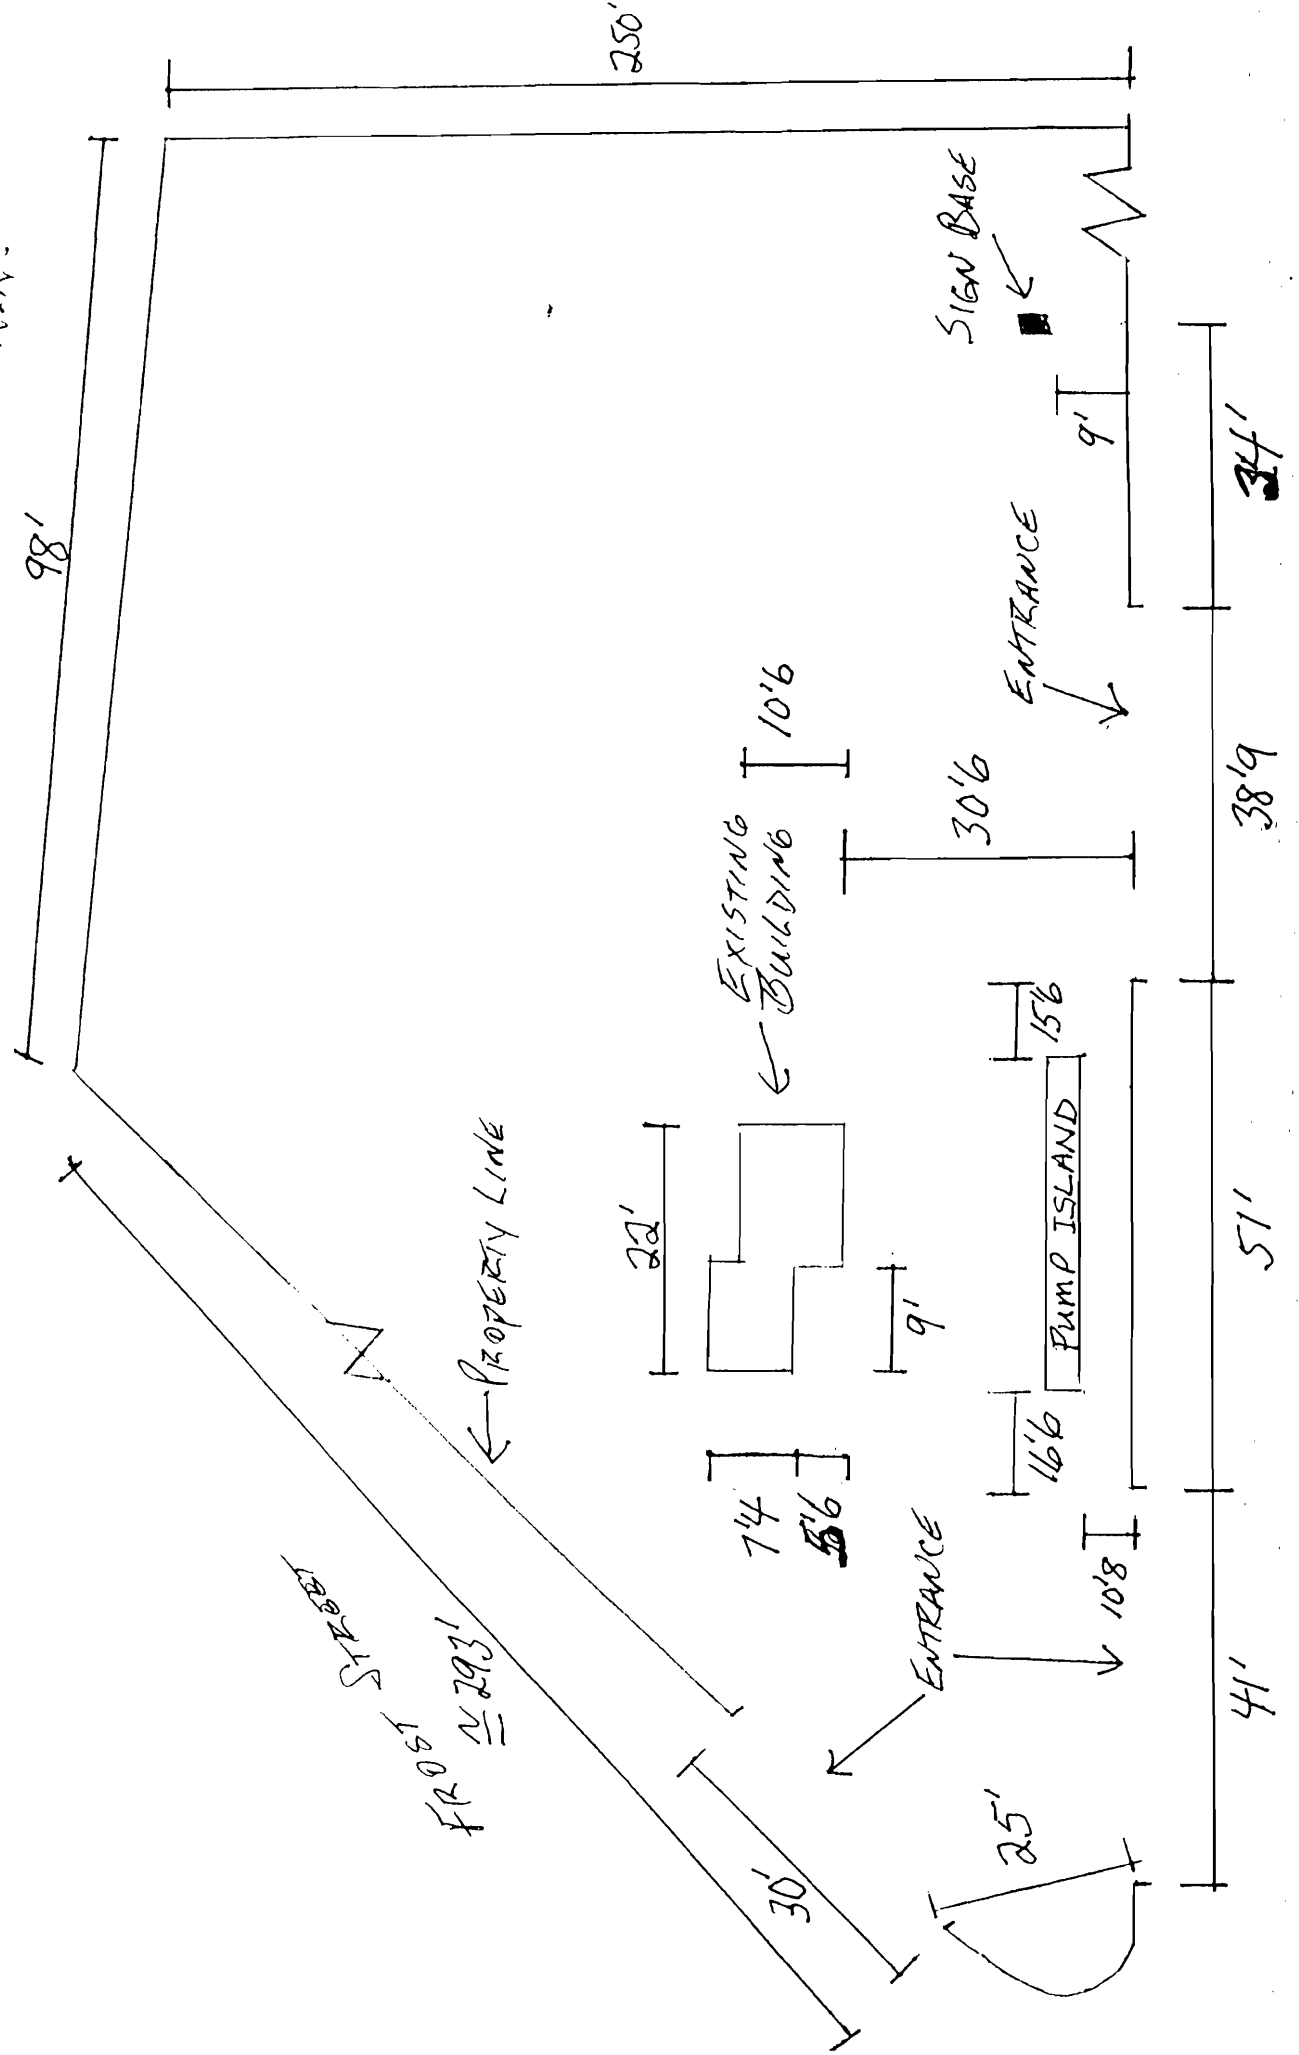 98'
250'
FROST STREET
≅ 293'
PROPERTY LINE
22'
EXISTING
BUILDING
10'6
SIGN BASE
9'
7'4
5'6
9'
30'6
ENTRANCE
ENTRANCE
16'6
PUMP ISLAND
15'6
10'8
30'
25'
41'
51'
38'9
34'